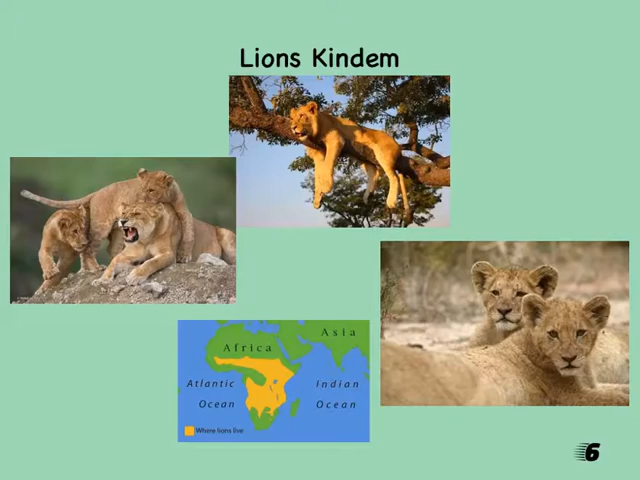 Lions Kindem
Asia
Africa
Atlantic Indian
Ocean Ocean
Where lions live
6